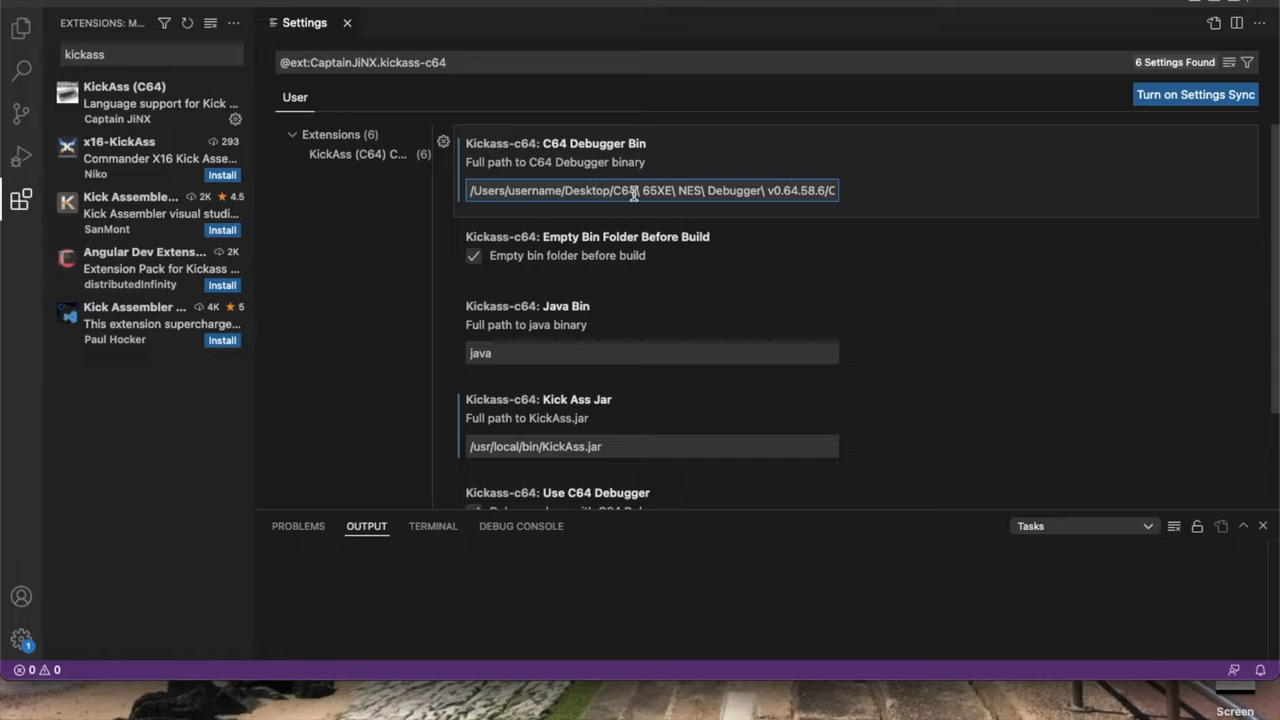 EXTENSIONS: M...
kickass
KickAss (C64)
Language support for Kick ...
Captain JiNX
x16-KickAss
293
Commander X16 Kick Asse...
Niko
Install
Kick Assemble...
2K
4.5
Kick Assembler visual studi...
SanMont
Install
Angular Dev Extens...
2K
Extension Pack for Kickass ...
distributedInfinity
Install
Kick Assembler ...
4K
5
This extension supercharge...
Paul Hocker
Install
1
Settings
@ext:CaptainJiNX.kickass-c64
6 Settings Found
User
Turn on Settings Sync
Extensions (6)
KickAss (C64) C...
(6)
Kickass-c64: C64 Debugger Bin
Full path to C64 Debugger binary
/Users/username/Desktop/C64\ 65XE\ NES\ Debugger\ v0.64.58.6/C
Kickass-c64: Empty Bin Folder Before Build
Empty bin folder before build
Kickass-c64: Java Bin
Full path to java binary
java
Kickass-c64: Kick Ass Jar
Full path to KickAss.jar
/usr/local/bin/KickAss.jar
Kickass-c64: Use C64 Debugger
PROBLEMS
OUTPUT
TERMINAL
DEBUG CONSOLE
Tasks
0
0
Screen